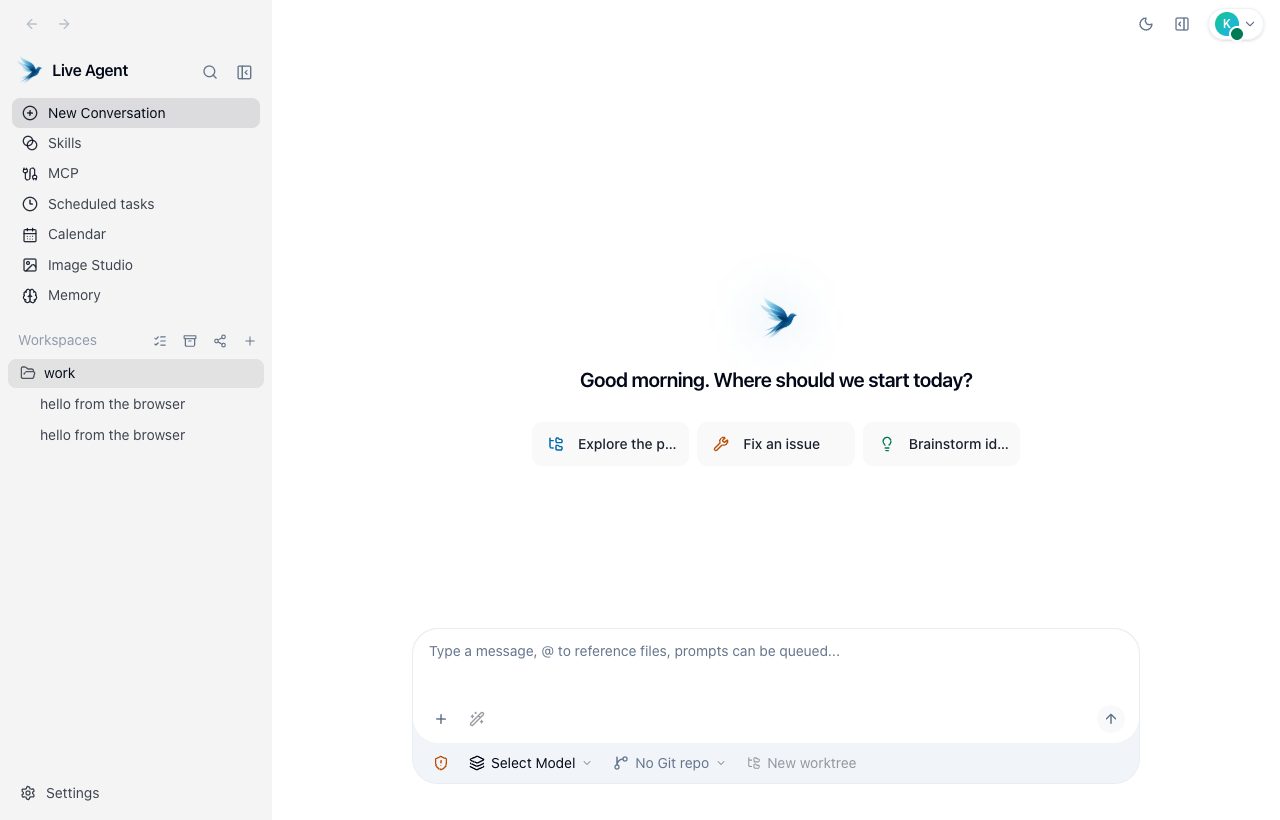 Live Agent
New Conversation
Skills
MCP
Scheduled tasks
Calendar
Image Studio
Memory
Workspaces
work
hello from the browser
hello from the browser
Settings
K
Good morning. Where should we start today?
Explore the p...
Fix an issue
Brainstorm id...
Type a message, @ to reference files, prompts can be queued...
Select Model
No Git repo
New worktree